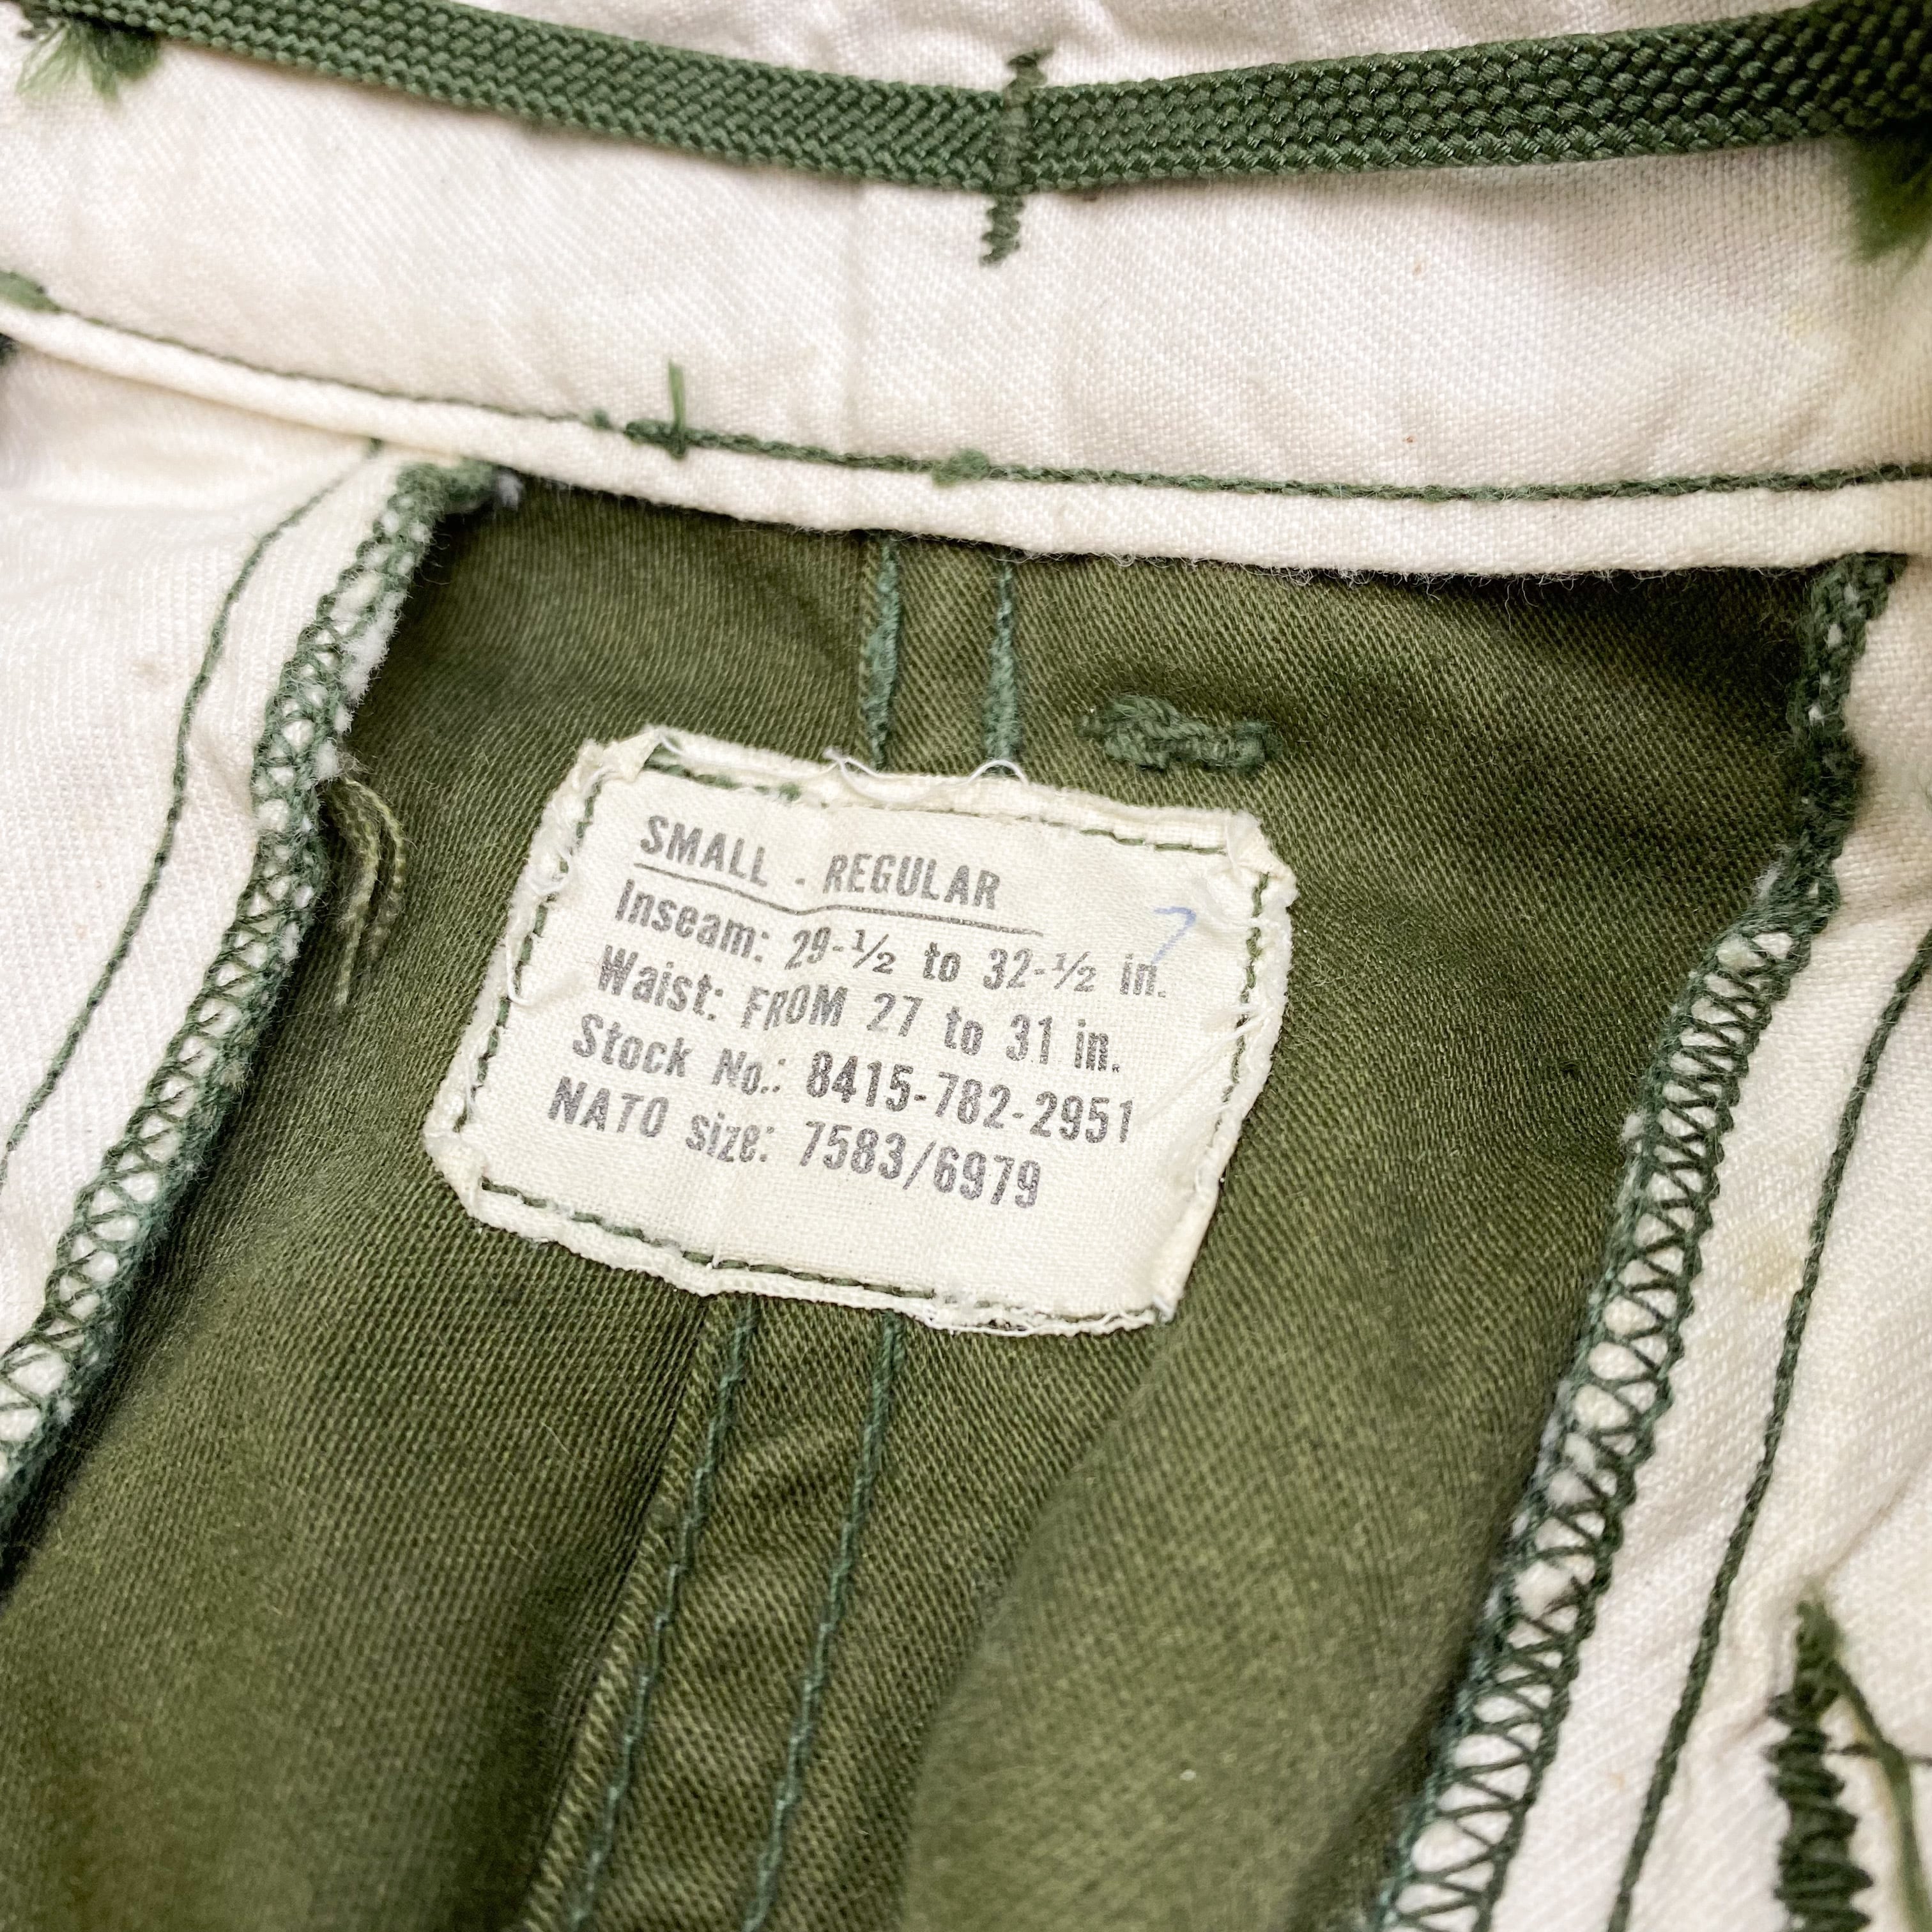 SMALL - REGULAR
Inseam: 29-½ to 32-½ in.
Waist: FROM 27 to 31 in.
Stock No.: 8415-782-2951
NATO size: 7583/6979
7